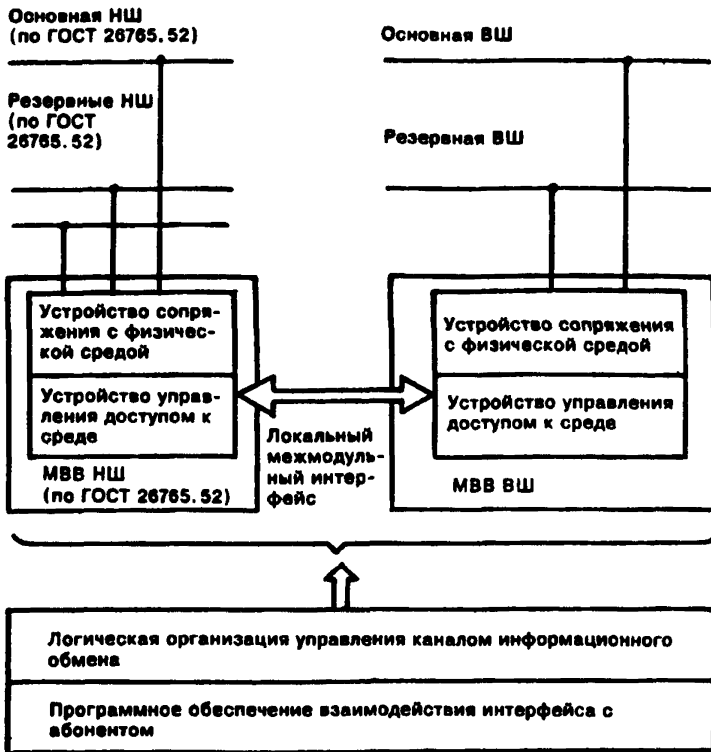 Основная НШ
(по ГОСТ 26765.52)
Резервные НШ
(по ГОСТ
26765.52)
Основная ВШ
Резервная ВШ
Устройство сопря-
жения с физичес-
кой средой
Устройство управ-
ления доступом к
среде
МВВ НШ
(по ГОСТ 26765.52)
Локальный
межмодуль-
ный интер-
фейс
Устройство сопряжения
с физической средой
Устройство управления
доступом к среде
МВВ ВШ
Логическая организация управления каналом информационного
обмена
Программное обеспечение взаимодействия интерфейса с
абонентом